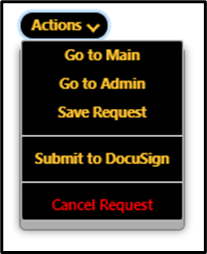 Actions
Go to Main
Go to Admin
Save Request
Submit to DocuSign
Cancel Request